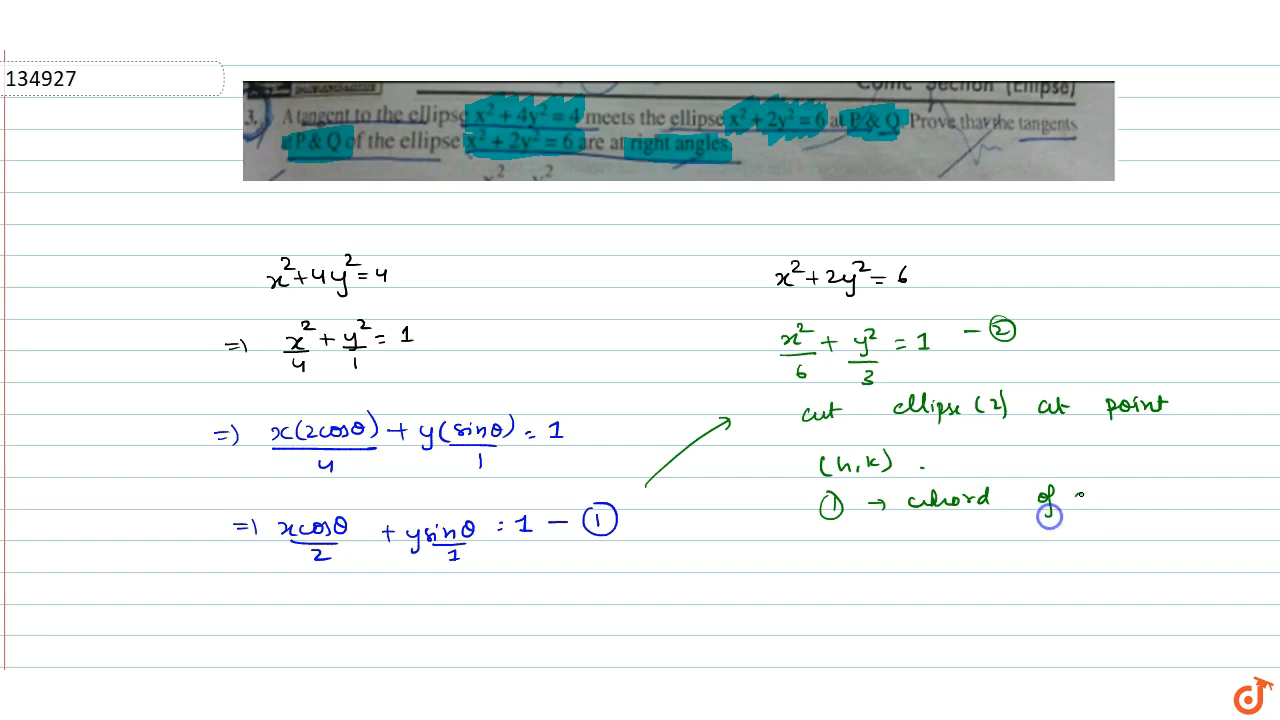 134927
Conic Section (Ellipse)
3. A tangent to the ellipse x² + 4y² = 4 meets the ellipse x² + 2y² = 6 at P & Q. Prove that the tangents
at P & Q of the ellipse x² + 2y² = 6 are at right angles.
x² y²
x² + 4y² = 4
⇒ x²/4 + y²/1 = 1
⇒ x(2cosθ)/4 + y(sinθ)/1 = 1
⇒ xcosθ/2 + ysinθ/1 = 1 – ①
x² + 2y² = 6
x²/6 + y²/3 = 1 – ②
cut ellipse (2) at point
(h,k) .
① → chord of